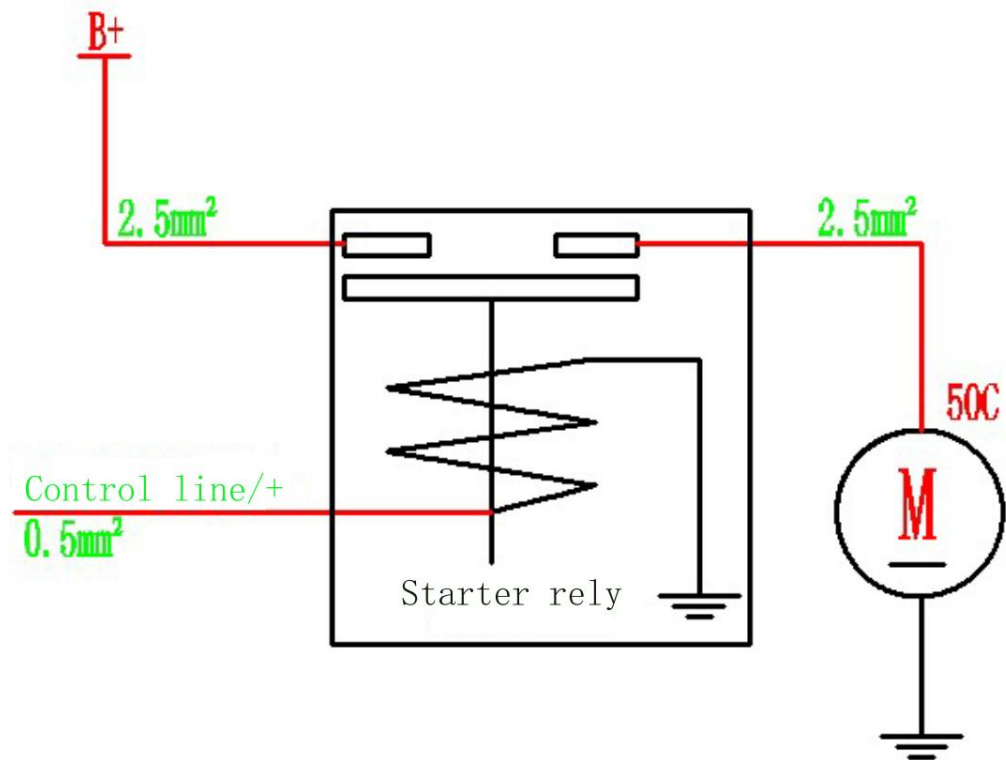 B+
2.5mm²
2.5mm²
50C
M
Control line/+
0.5mm²
Starter rely